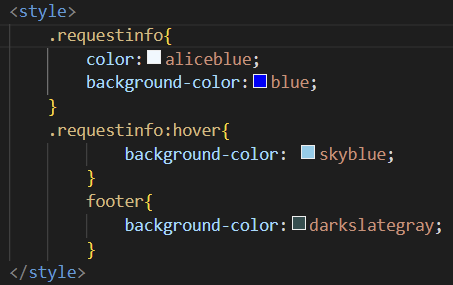 <style>
    .requestinfo{
        color: aliceblue;
        background-color: blue;
    }
    .requestinfo:hover{
            background-color: skyblue;
        }
        footer{
            background-color: darkslategray;
        }
</style>